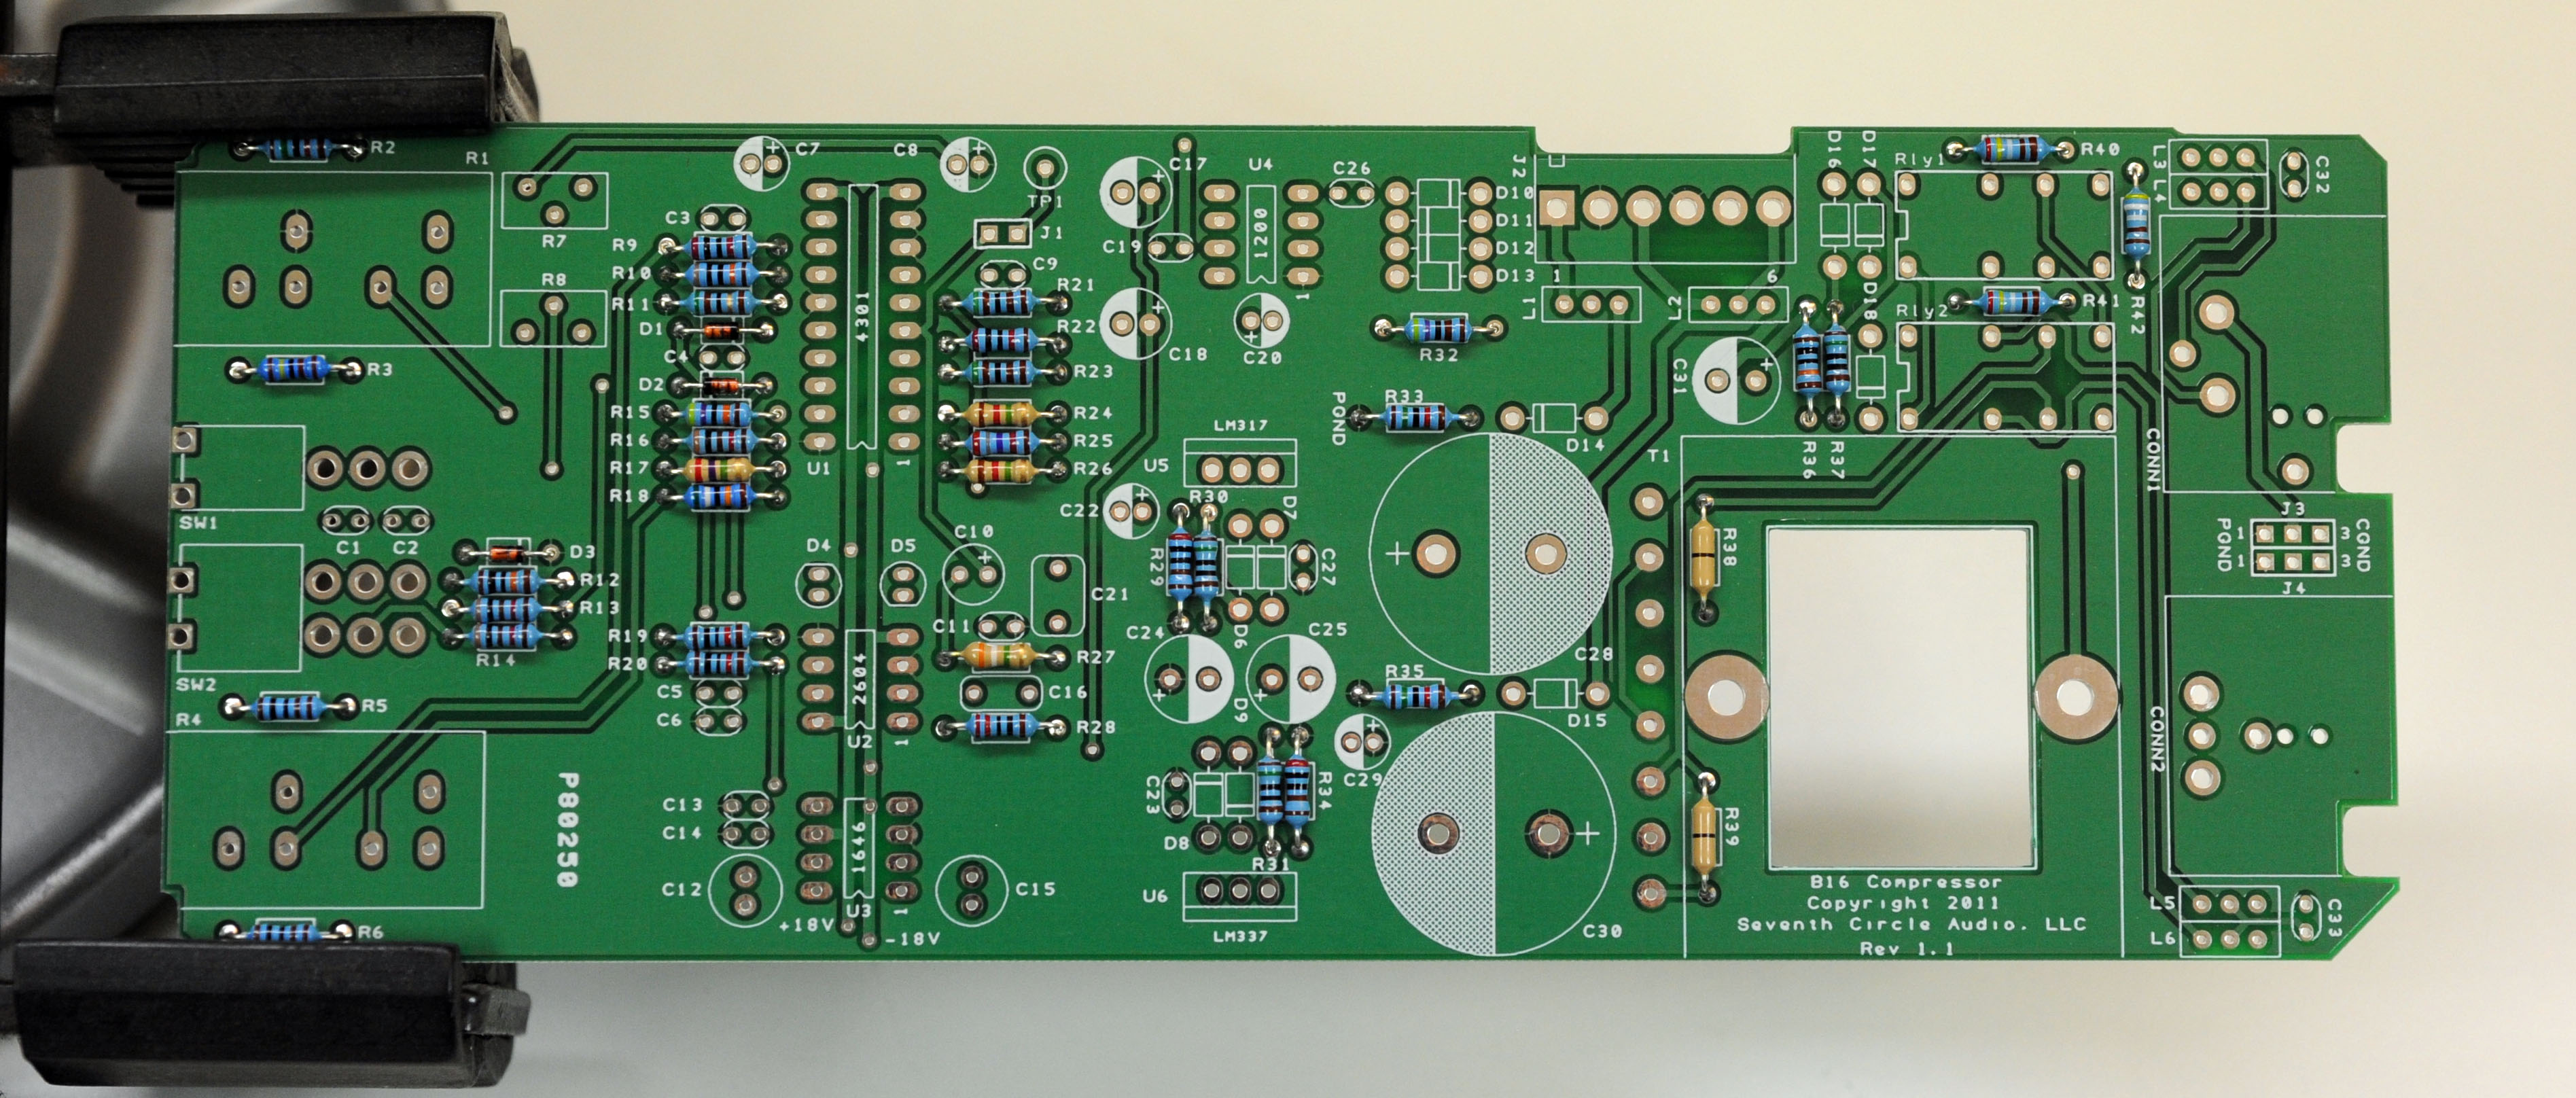 R2
R1
C7
C8
C17
U4
C26
J2
D16
D17
Rly1
R40
L3
L4
C32
TP1
D10
D11
D12
D13
1200
C3
R7
R9
J1
C19
R10
C9
1
1
6
R8
R11
R21
L1
L2
D18
Rly2
R41
R42
D1
4301
R22
C18
C20
R32
C4
R3
D2
R23
C31
R15
R24
PGND
R33
R16
R25
LM317
D14
R36
R37
CONN1
R17
U1
1
R26
U5
T1
R18
R30
SW1
C1
C2
C22
D7
J3
C10
PGND
1
3
CGND
1
3
J4
D3
D4
D5
R29
C27
R38
R12
R13
C21
R14
R19
C11
C24
D6
C25
R20
2604
R27
C28
SW2
C5
C16
R35
R4
R5
C6
U2
1
R28
D9
D15
CONN2
C29
P80250
C13
C23
R34
C14
1646
D8
R39
R31
C12
C15
U6
U3
1
B16 Compressor
Copyright 2011
Seventh Circle Audio, LLC
Rev 1.1
L5
L6
C33
R6
+18V
-18V
LM337
C30